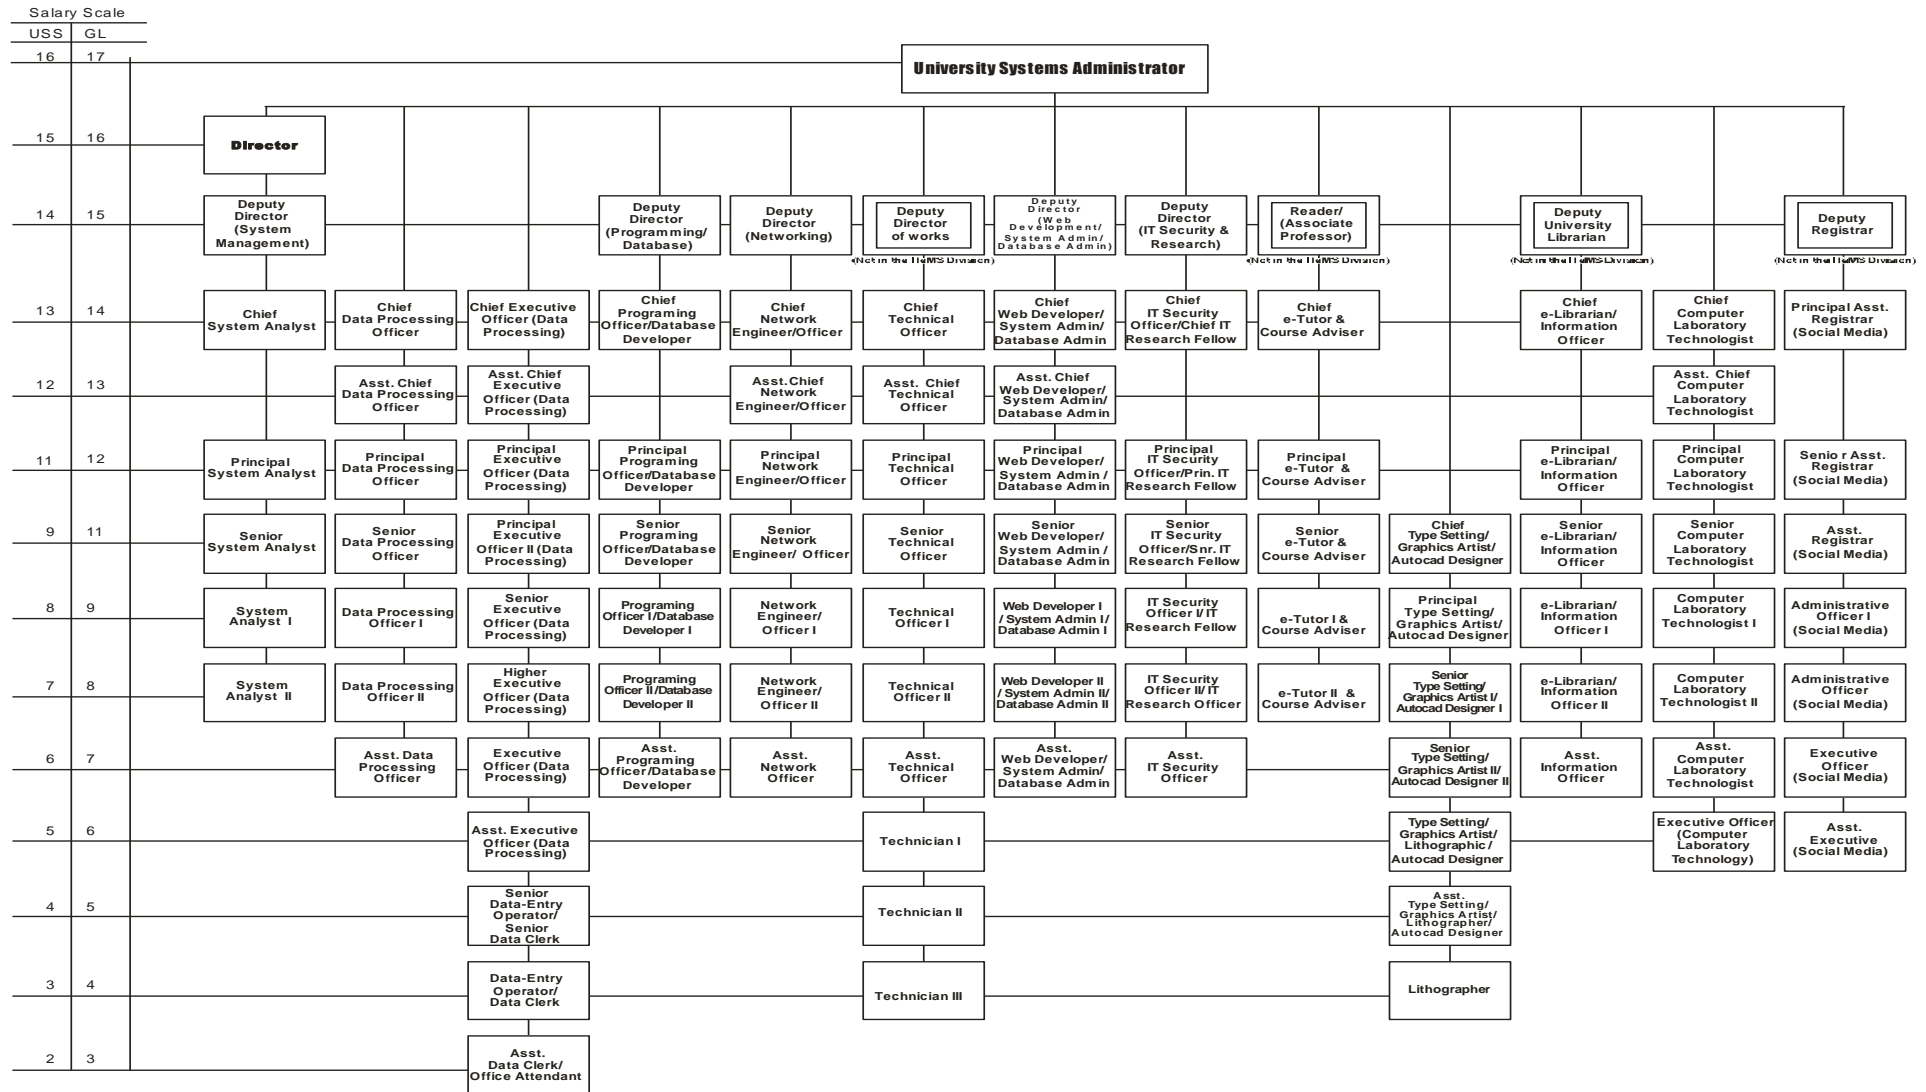 Salary Scale
USS GL
16 17
University Systems Administrator
15 16
Director
14 15
Deputy
Director
(System
Management)
Deputy
Director
(Programming/
Database)
Deputy
Director
(Networking)
Deputy
Director
of works
Deputy
Director
(Web
Development/
System Admin/
Database Admin)
Deputy
Director
(IT Security &
Research)
Reader/
(Associate
Professor)
Deputy
University
Librarian
Deputy
Registrar
13 14
Chief
System Analyst
Chief
Data Processing
Officer
Chief Executive
Officer (Data
Processing)
Chief
Programing
Officer/Database
Developer
Chief
Network
Engineer/Officer
Chief
Technical
Officer
Chief
Web Developer/
System Admin/
Database Admin
Chief
IT Security
Officer/Chief IT
Research Fellow
Chief
e-Tutor &
Course Adviser
Chief
e-Librarian/
Information
Officer
Chief
Computer
Laboratory
Technologist
Principal Asst.
Registrar
(Social Media)
12 13
Asst. Chief
Data Processing
Officer
Asst. Chief
Executive
Officer (Data
Processing)
Asst.Chief
Network
Engineer/Officer
Asst. Chief
Technical
Officer
Asst. Chief
Web Developer/
System Admin/
Database Admin
Asst. Chief
Computer
Laboratory
Technologist
11 12
Principal
System Analyst
Principal
Data Processing
Officer
Principal
Executive
Officer (Data
Processing)
Principal
Programing
Officer/Database
Developer
Principal
Network
Engineer/Officer
Principal
Technical
Officer
Principal
Web Developer/
System Admin /
Database Admin
Principal
IT Security
Officer/Prin. IT
Research Fellow
Principal
e-Tutor &
Course Adviser
Principal
e-Librarian/
Information
Officer
Principal
Computer
Laboratory
Technologist
Senior Asst.
Registrar
(Social Media)
9 11
Senior
System Analyst
Senior
Data Processing
Officer
Principal
Executive
Officer II (Data
Processing)
Senior
Programing
Officer/Database
Developer
Senior
Network
Engineer/ Officer
Senior
Technical
Officer
Senior
Web Developer/
System Admin /
Database Admin
Senior
IT Security
Officer/Snr. IT
Research Fellow
Senior
e-Tutor &
Course Adviser
Chief
Type Setting/
Graphics Artist/
Autocad Designer
Senior
e-Librarian/
Information
Officer
Senior
Computer
Laboratory
Technologist
Asst.
Registrar
(Social Media)
8 9
System
Analyst I
Data Processing
Officer I
Senior
Executive
Officer (Data
Processing)
Programing
Officer I/Database
Developer I
Network
Engineer/
Officer I
Technical
Officer I
Web Developer I
/ System Admin I/
Database Admin I
IT Security
Officer I/ IT
Research Fellow
e-Tutor I &
Course Adviser
Principal
Type Setting/
Graphics Artist/
Autocad Designer
e-Librarian/
Information
Officer I
Computer
Laboratory
Technologist I
Administrative
Officer I
(Social Media)
7 8
System
Analyst II
Data Processing
Officer II
Higher
Executive
Officer (Data
Processing)
Programing
Officer II/Database
Developer II
Network
Engineer/
Officer II
Technical
Officer II
Web Developer II
/ System Admin II/
Database Admin II
IT Security
Officer II/ IT
Research Officer
e-Tutor II &
Course Adviser
Senior
Type Setting/
Graphics Artist I/
Autocad Designer I
e-Librarian/
Information
Officer II
Computer
Laboratory
Technologist II
Administrative
Officer
(Social Media)
6 7
Asst. Data
Processing
Officer
Executive
Officer (Data
Processing)
Asst.
Programing
Officer/Database
Developer
Asst.
Network
Officer
Asst.
Technical
Officer
Asst.
Web Developer/
System Admin/
Database Admin
Asst.
IT Security
Officer
Senior
Type Setting/
Graphics Artist II/
Autocad Designer II
Asst.
Information
Officer
Asst.
Computer
Laboratory
Technologist
Executive
Officer
(Social Media)
5 6
Asst. Executive
Officer (Data
Processing)
Technician I
Type Setting/
Graphics Artist/
Lithographic/
Autocad Designer
Executive Officer
(Computer
Laboratory
Technology)
Asst.
Executive
(Social Media)
4 5
Senior
Data-Entry
Operator/
Senior
Data Clerk
Technician II
Asst.
Type Setting/
Graphics Artist/
Lithographer/
Autocad Designer
3 4
Data-Entry
Operator/
Data Clerk
Technician III
Lithographer
2 3
Asst.
Data Clerk/
Office Attendant